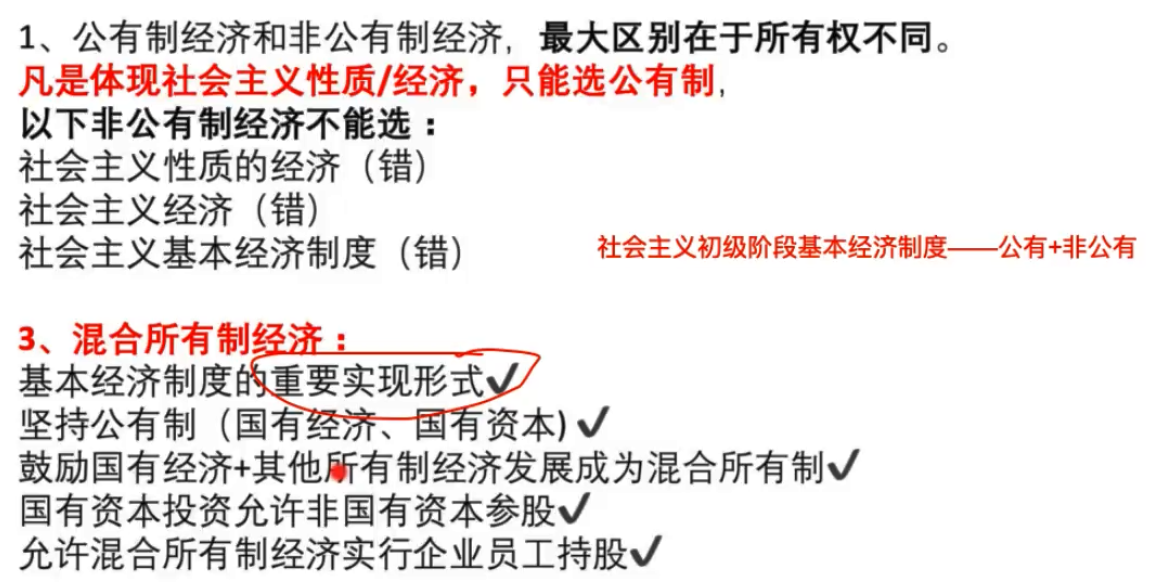 1、公有制经济和非公有制经济,最大区别在于所有权不同。
凡是体现社会主义性质/经济，只能选公有制,
以下非公有制经济不能选：
社会主义性质的经济（错）
社会主义经济（错）
社会主义基本经济制度（错）
社会主义初级阶段基本经济制度——公有+非公有
3、混合所有制经济：
基本经济制度的重要实现形式✔
坚持公有制（国有经济、国有资本)✔
鼓励国有经济+其他所有制经济发展成为混合所有制✔
国有资本投资允许非国有资本参股✔
允许混合所有制经济实行企业员工持股✔